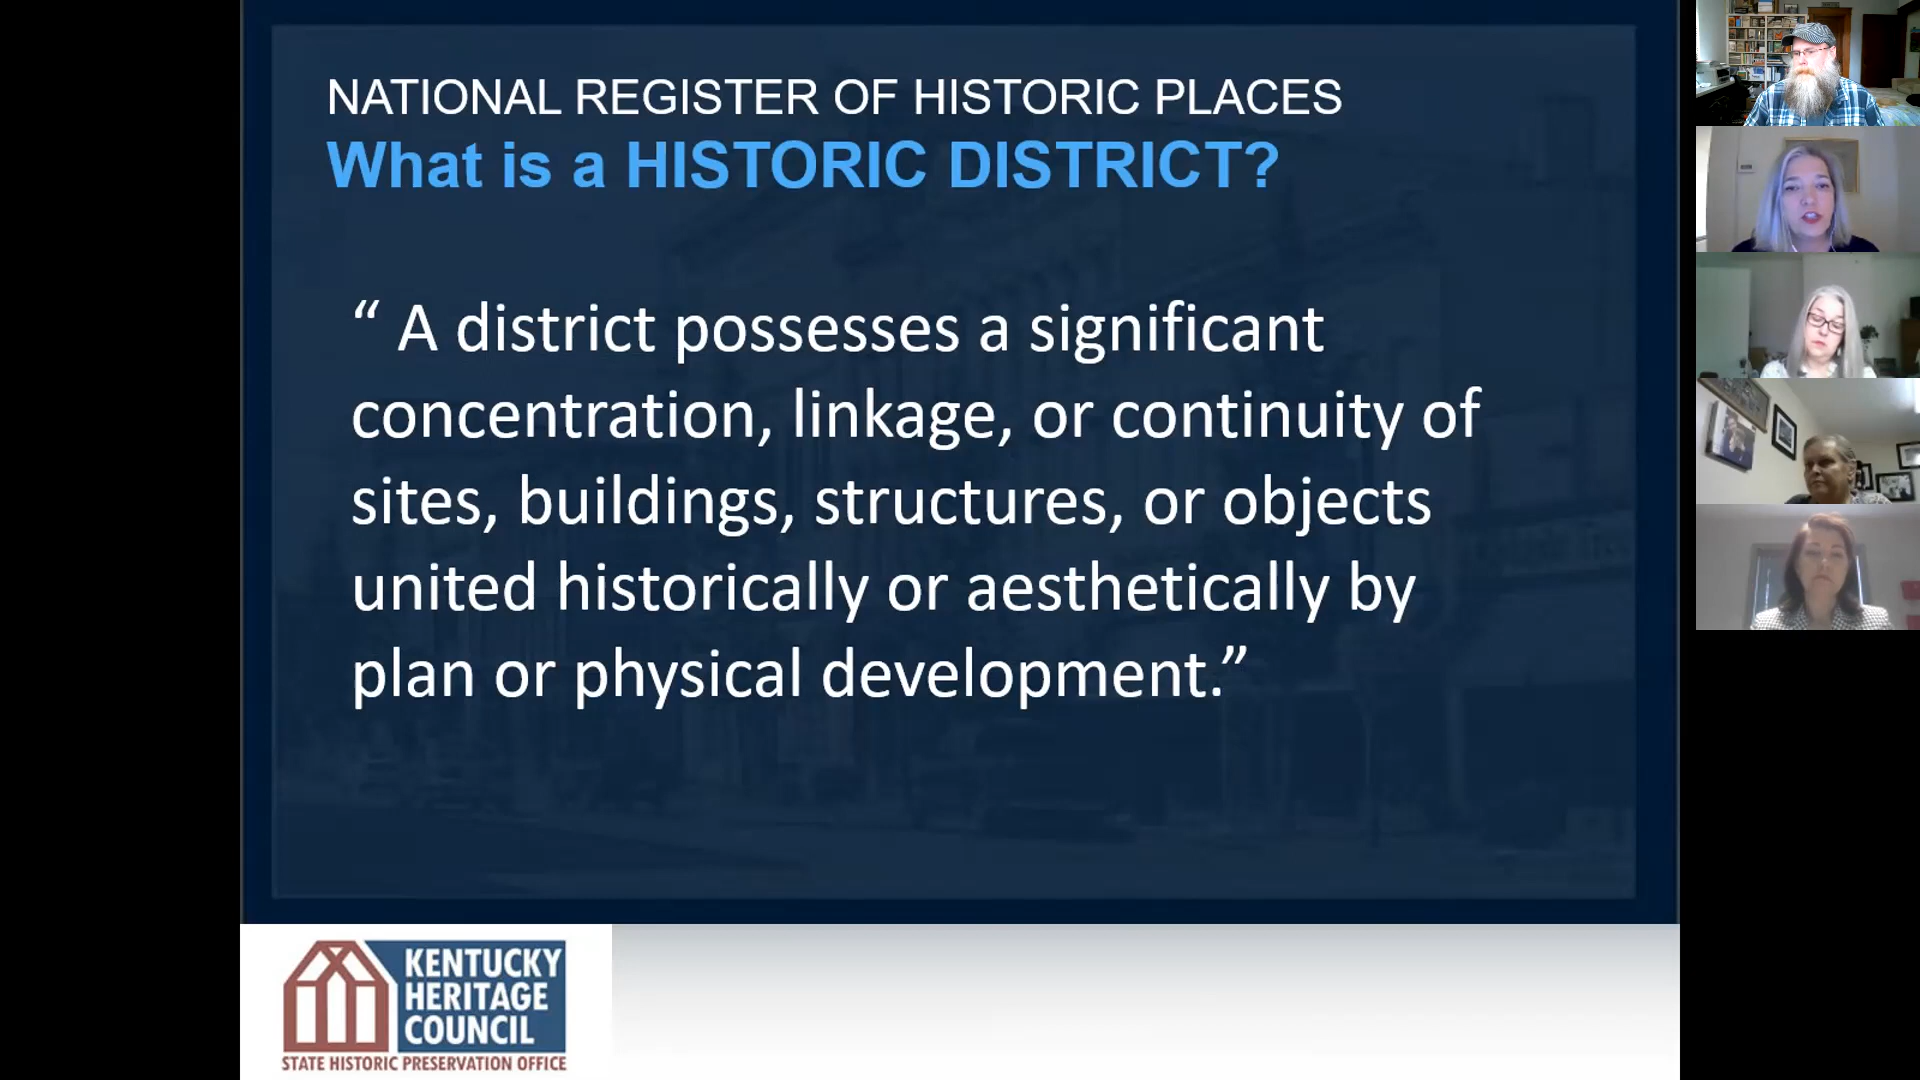 NATIONAL REGISTER OF HISTORIC PLACES
What is a HISTORIC DISTRICT?
“ A district possesses a significant
concentration, linkage, or continuity of
sites, buildings, structures, or objects
united historically or aesthetically by
plan or physical development.”
KENTUCKY
HERITAGE
COUNCIL
STATE HISTORIC PRESERVATION OFFICE